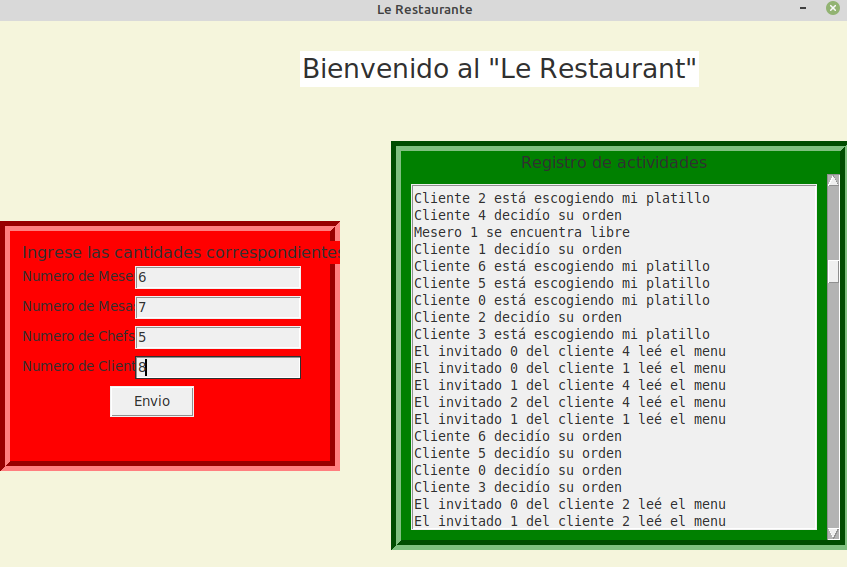 Le Restaurante
Bienvenido al "Le Restaurant"
Ingrese las cantidades correspondientes
Numero de Mese 6
Numero de Mesa 7
Numero de Chefs 5
Numero de Client 8
Envio
Registro de actividades
Cliente 2 está escogiendo mi platillo
Cliente 4 decidío su orden
Mesero 1 se encuentra libre
Cliente 1 decidío su orden
Cliente 6 está escogiendo mi platillo
Cliente 5 está escogiendo mi platillo
Cliente 0 está escogiendo mi platillo
Cliente 2 decidío su orden
Cliente 3 está escogiendo mi platillo
El invitado 0 del cliente 4 leé el menu
El invitado 0 del cliente 1 leé el menu
El invitado 1 del cliente 4 leé el menu
El invitado 2 del cliente 4 leé el menu
El invitado 1 del cliente 1 leé el menu
Cliente 6 decidío su orden
Cliente 5 decidío su orden
Cliente 0 decidío su orden
Cliente 3 decidío su orden
El invitado 0 del cliente 2 leé el menu
El invitado 1 del cliente 2 leé el menu